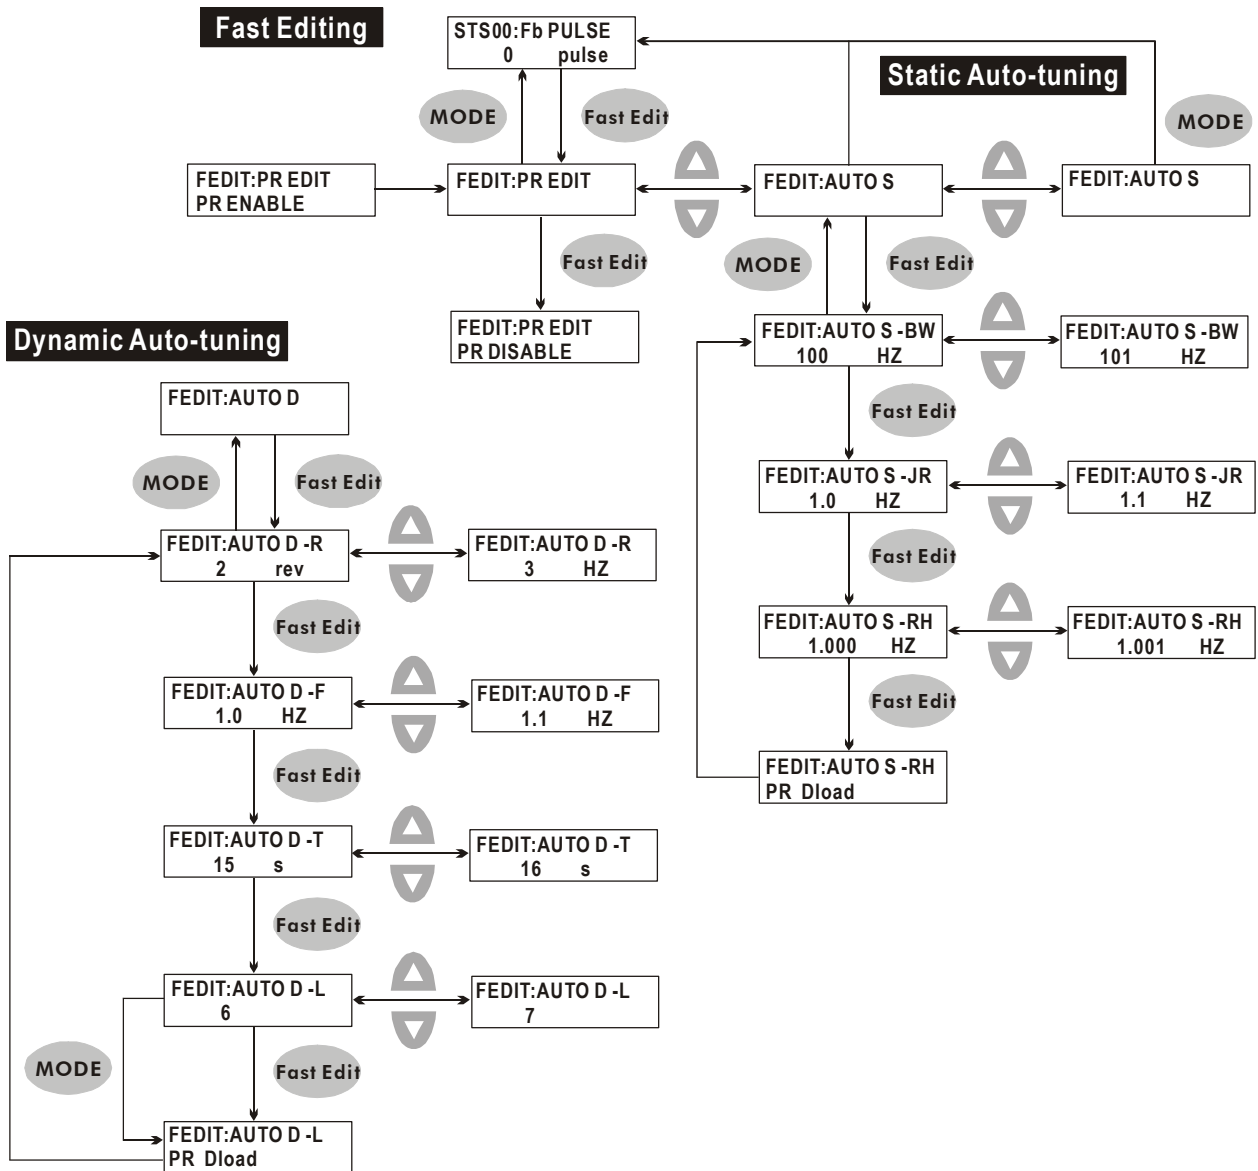 Fast Editing
STS00:Fb PULSE
0 pulse
Static Auto-tuning
MODE
Fast Edit
MODE
FEDIT:PR EDIT
PR ENABLE
FEDIT:PR EDIT
FEDIT:AUTO S
FEDIT:AUTO S
Fast Edit
MODE
Fast Edit
FEDIT:PR EDIT
PR DISABLE
FEDIT:AUTO S -BW
100 HZ
FEDIT:AUTO S -BW
101 HZ
Fast Edit
FEDIT:AUTO S -JR
1.0 HZ
FEDIT:AUTO S -JR
1.1 HZ
Fast Edit
FEDIT:AUTO S -RH
1.000 HZ
FEDIT:AUTO S -RH
1.001 HZ
Fast Edit
FEDIT:AUTO S -RH
PR Dload
Dynamic Auto-tuning
FEDIT:AUTO D
MODE
Fast Edit
FEDIT:AUTO D -R
2 rev
FEDIT:AUTO D -R
3 HZ
Fast Edit
FEDIT:AUTO D -F
1.0 HZ
FEDIT:AUTO D -F
1.1 HZ
Fast Edit
FEDIT:AUTO D -T
15 s
FEDIT:AUTO D -T
16 s
Fast Edit
FEDIT:AUTO D -L
6
FEDIT:AUTO D -L
7
MODE
Fast Edit
FEDIT:AUTO D -L
PR Dload